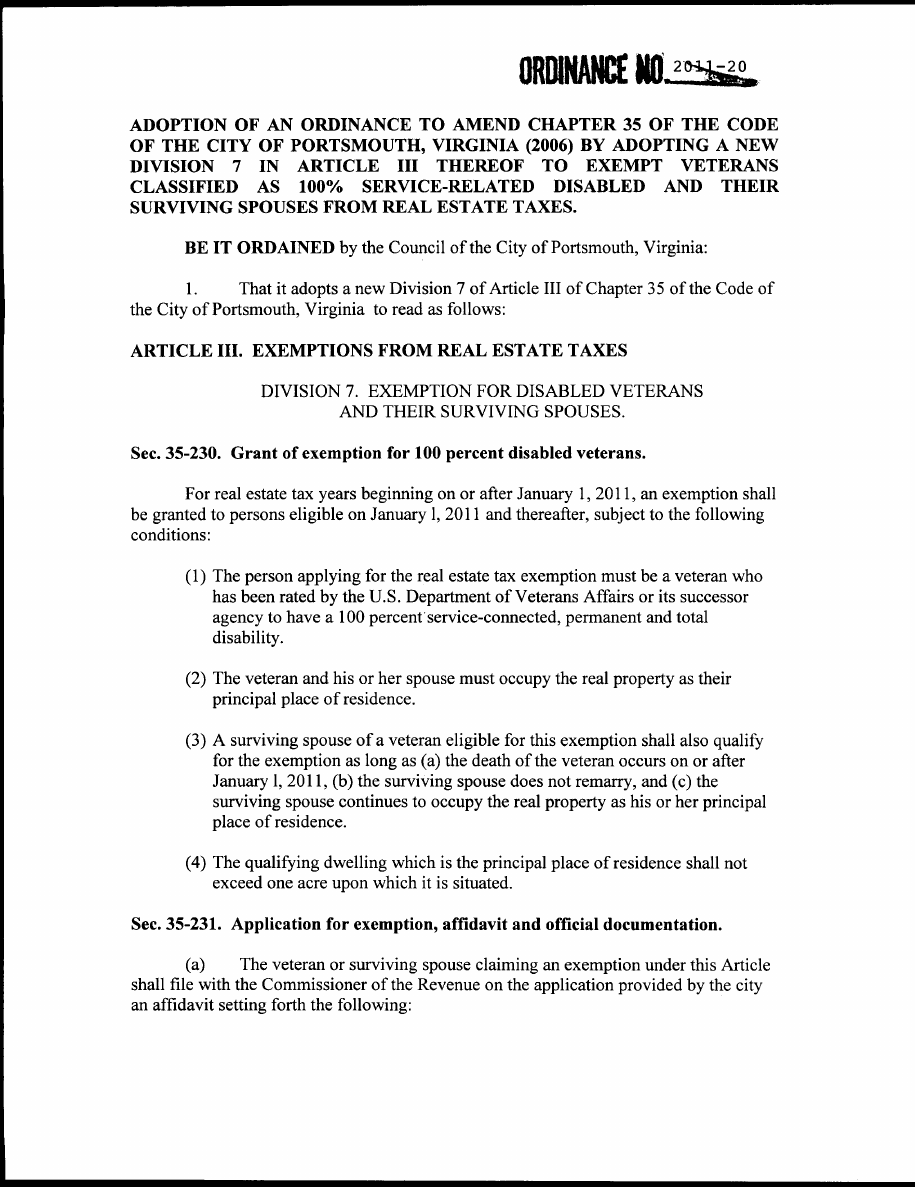 ORDINANCE NO. 2011-20
ADOPTION OF AN ORDINANCE TO AMEND CHAPTER 35 OF THE CODE
OF THE CITY OF PORTSMOUTH, VIRGINIA (2006) BY ADOPTING A NEW
DIVISION 7 IN ARTICLE III THEREOF TO EXEMPT VETERANS
CLASSIFIED AS 100% SERVICE-RELATED DISABLED AND THEIR
SURVIVING SPOUSES FROM REAL ESTATE TAXES.
BE IT ORDAINED by the Council of the City of Portsmouth, Virginia:
1. That it adopts a new Division 7 of Article III of Chapter 35 of the Code of
the City of Portsmouth, Virginia to read as follows:
ARTICLE III. EXEMPTIONS FROM REAL ESTATE TAXES
DIVISION 7. EXEMPTION FOR DISABLED VETERANS
AND THEIR SURVIVING SPOUSES.
Sec. 35-230. Grant of exemption for 100 percent disabled veterans.
For real estate tax years beginning on or after January 1, 2011, an exemption shall
be granted to persons eligible on January 1, 2011 and thereafter, subject to the following
conditions:
(1) The person applying for the real estate tax exemption must be a veteran who
has been rated by the U.S. Department of Veterans Affairs or its successor
agency to have a 100 percent service-connected, permanent and total
disability.
(2) The veteran and his or her spouse must occupy the real property as their
principal place of residence.
(3) A surviving spouse of a veteran eligible for this exemption shall also qualify
for the exemption as long as (a) the death of the veteran occurs on or after
January 1, 2011, (b) the surviving spouse does not remarry, and (c) the
surviving spouse continues to occupy the real property as his or her principal
place of residence.
(4) The qualifying dwelling which is the principal place of residence shall not
exceed one acre upon which it is situated.
Sec. 35-231. Application for exemption, affidavit and official documentation.
(a) The veteran or surviving spouse claiming an exemption under this Article
shall file with the Commissioner of the Revenue on the application provided by the city
an affidavit setting forth the following: